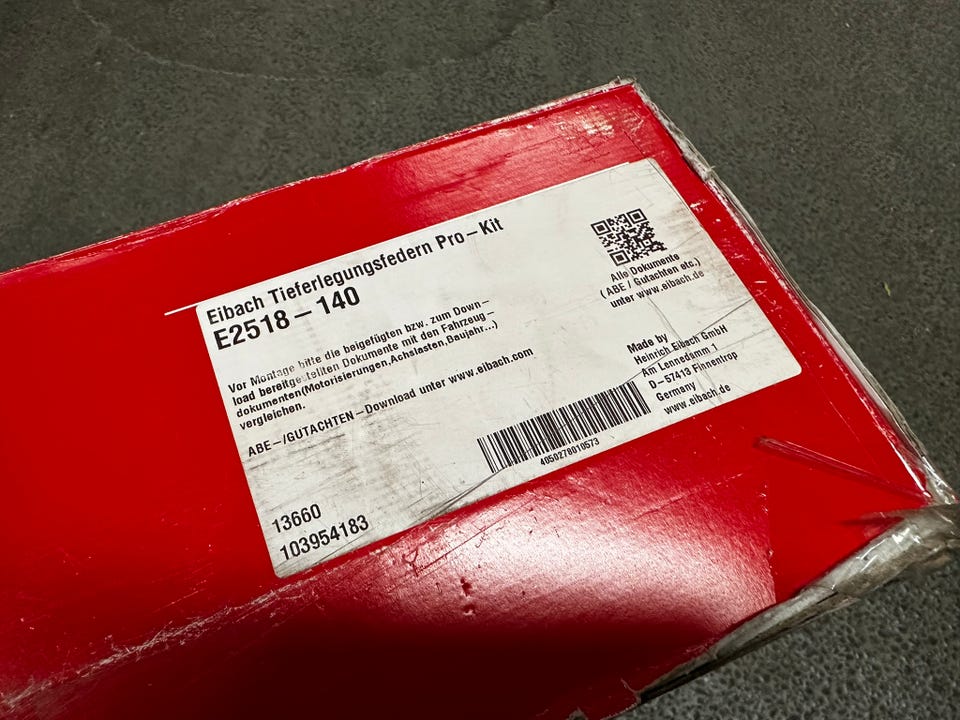 Eibach Tieferlegungsfedern Pro-Kit
E2518-140
Vor Montage bitte die beigefügten bzw. zum Down-
load bereitgestellten Dokumente mit den Fahrzeug-
dokumenten(Motorisierungen,Achslasten,Baujahr...)
vergleichen.
ABE-/GUTACHTEN-Download unter www.eibach.com
13660
103954183
Alle Dokumente
(ABE / Gutachten etc.)
unter www.eibach.de
Made by
Heinrich Eibach GmbH
Am Lennedamm 1
D-57413 Finnentrop
Germany
www.eibach.de
4050278010573